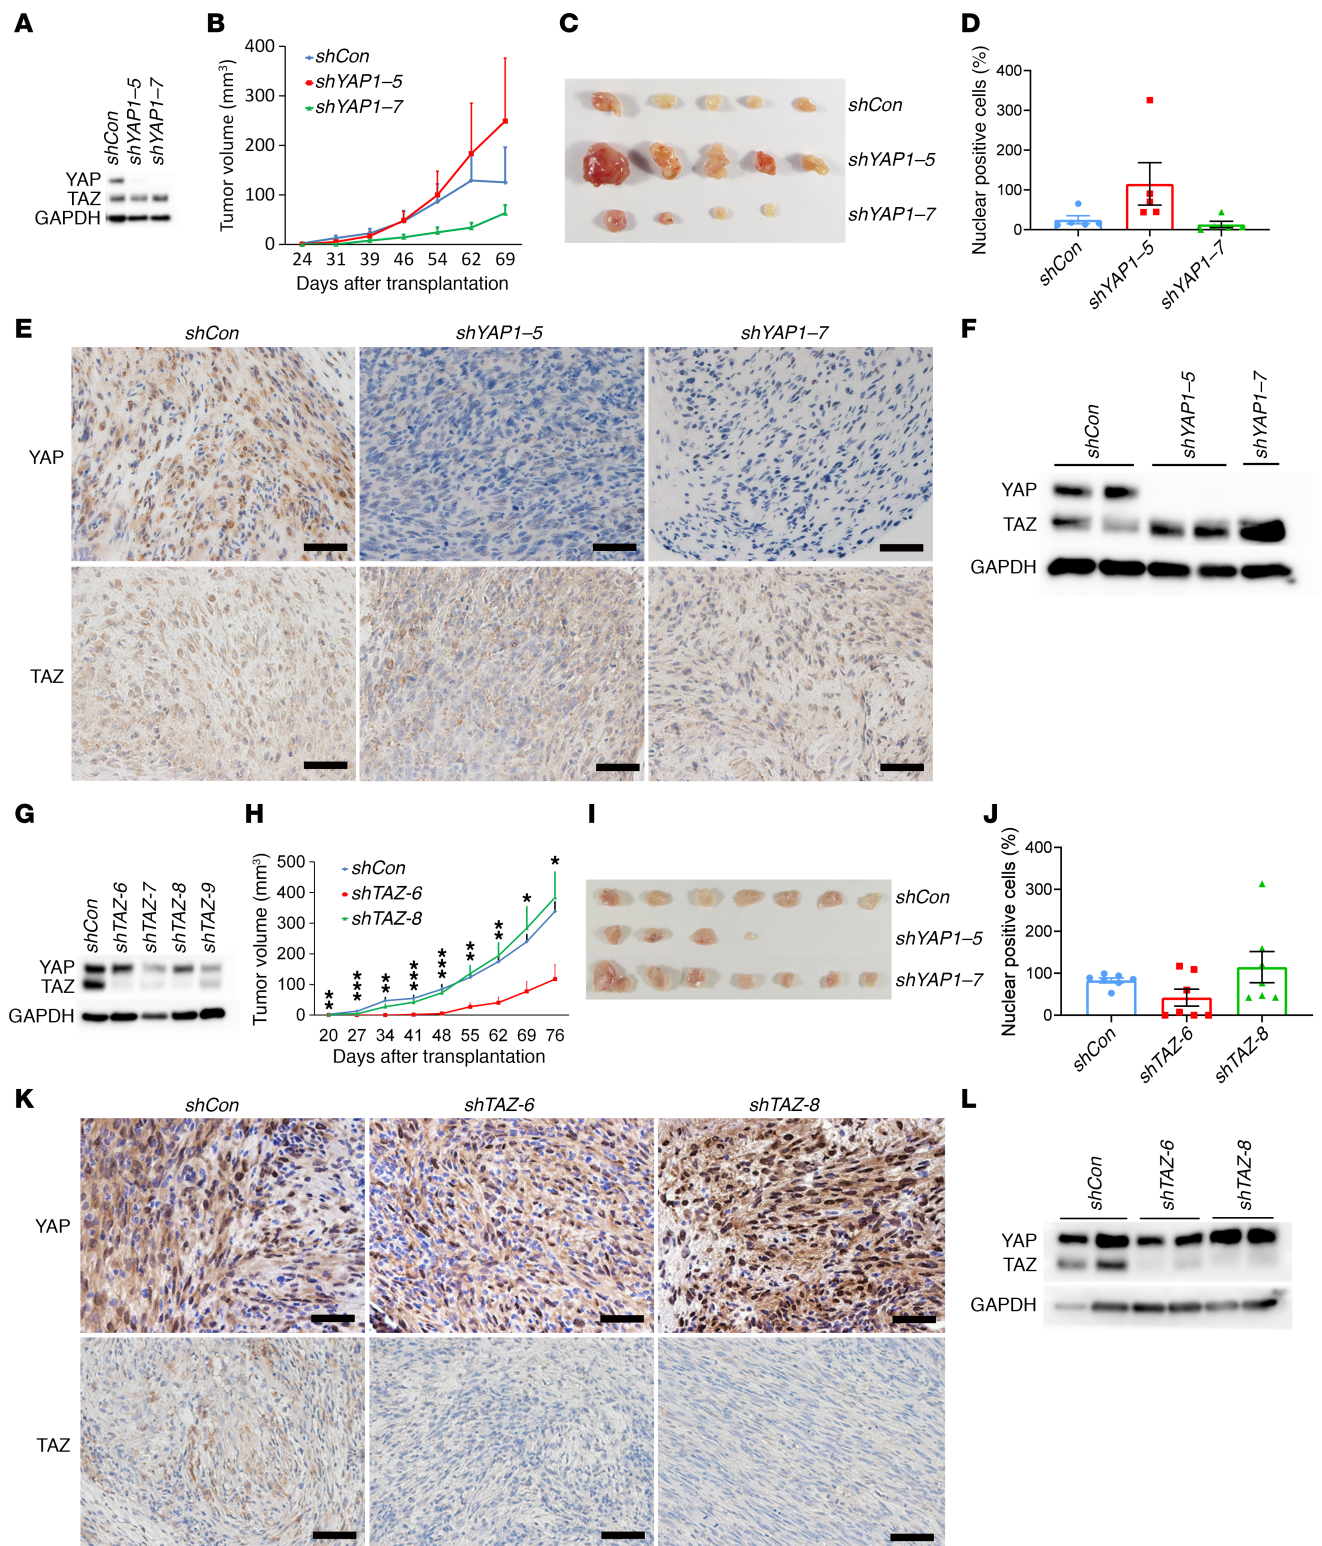 A
shCon
shYAP1–5
shYAP1–7
YAP
TAZ
GAPDH
B
Tumor volume (mm³)
400
300
200
100
0
shCon
shYAP1–5
shYAP1–7
24 31 39 46 54 62 69
Days after transplantation
C
shCon
shYAP1–5
shYAP1–7
D
Nuclear positive cells (%)
400
300
200
100
0
shCon
shYAP1–5
shYAP1–7
E
shCon shYAP1–5 shYAP1–7
YAP
TAZ
F
shCon
shYAP1–5
shYAP1–7
YAP
TAZ
GAPDH
G
shCon
shTAZ-6
shTAZ-7
shTAZ-8
shTAZ-9
YAP
TAZ
GAPDH
H
Tumor volume (mm³)
500
400
300
200
100
0
shCon
shTAZ-6
shTAZ-8
** *** ** *** *** ** ** * *
20 27 34 41 48 55 62 69 76
Days after transplantation
I
shCon
shYAP1–5
shYAP1–7
J
Nuclear positive cells (%)
400
300
200
100
0
shCon
shTAZ-6
shTAZ-8
K
shCon shTAZ-6 shTAZ-8
YAP
TAZ
L
shCon
shTAZ-6
shTAZ-8
YAP
TAZ
GAPDH